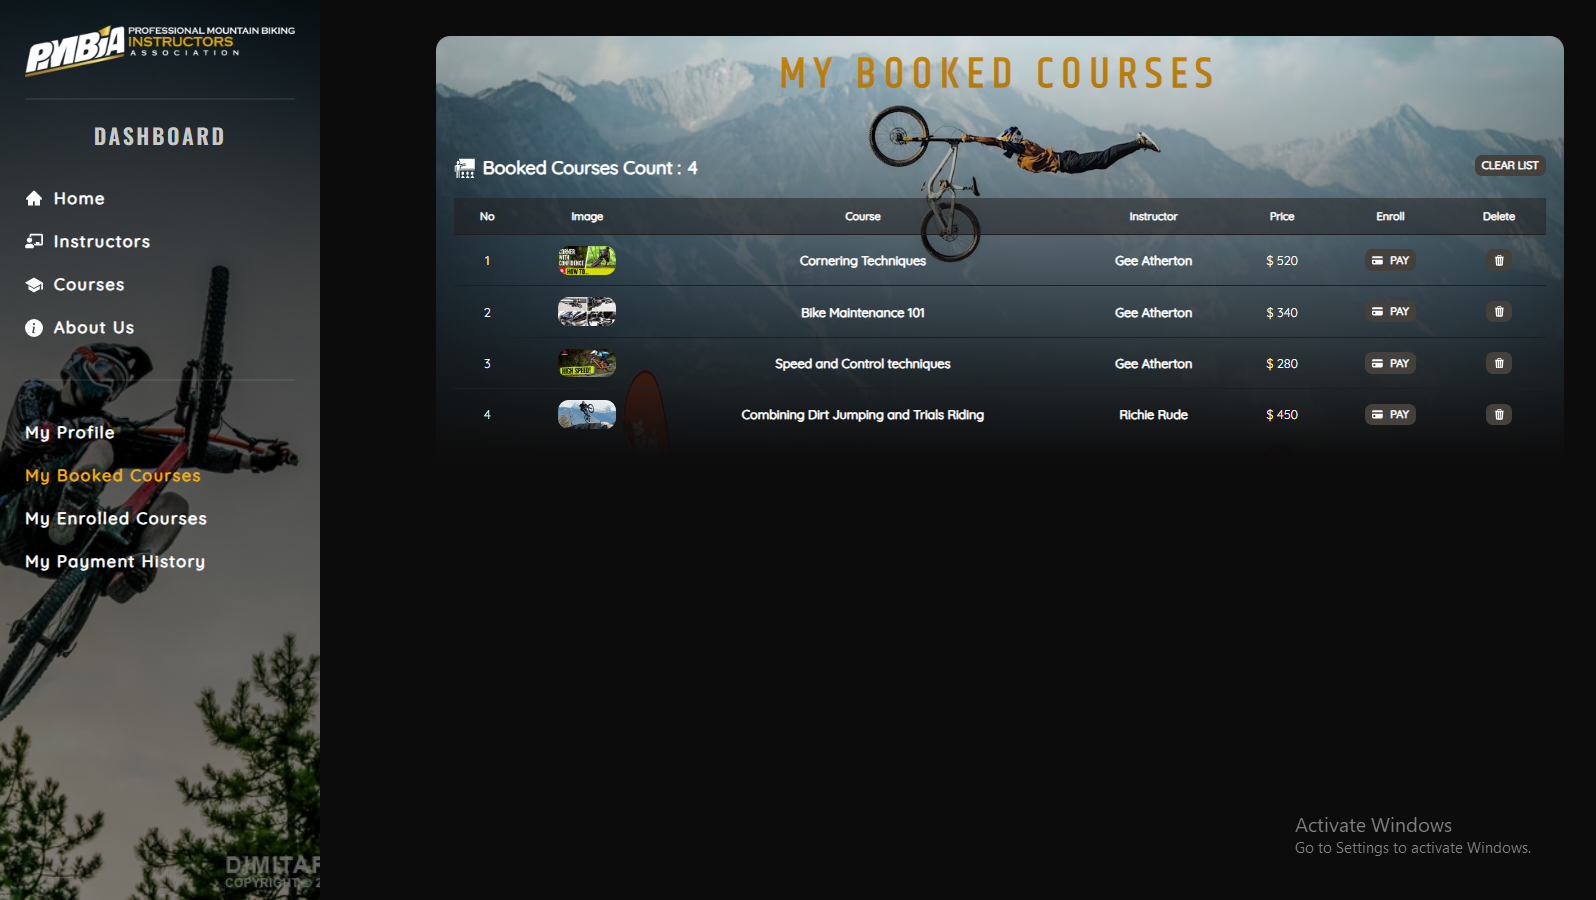 PMBIA PROFESSIONAL MOUNTAIN BIKING
INSTRUCTORS
ASSOCIATION
DASHBOARD
Home
Instructors
Courses
About Us
My Profile
My Booked Courses
My Enrolled Courses
My Payment History
DIMITAR
COPYRIGHT © 2
MY BOOKED COURSES
Booked Courses Count : 4
CLEAR LIST
No Image Course Instructor Price Enroll Delete
CORNER
WITH
CONFIDENCE
HOW TO...
1 Cornering Techniques Gee Atherton $ 520 PAY
2 Bike Maintenance 101 Gee Atherton $ 340 PAY
HIGH SPEED!
3 Speed and Control techniques Gee Atherton $ 280 PAY
4 Combining Dirt Jumping and Trials Riding Richie Rude $ 450 PAY
Activate Windows
Go to Settings to activate Windows.